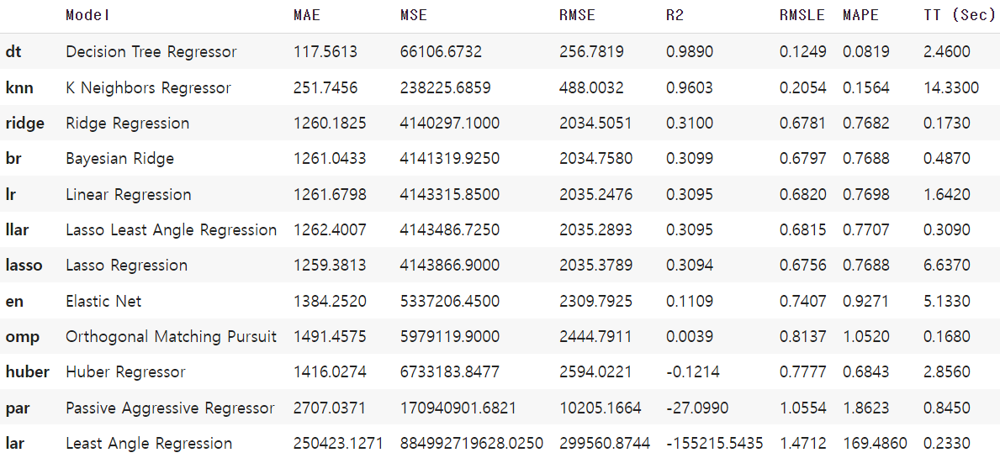 Model MAE MSE RMSE R2 RMSLE MAPE TT (Sec)
dt Decision Tree Regressor 117.5613 66106.6732 256.7819 0.9890 0.1249 0.0819 2.4600
knn K Neighbors Regressor 251.7456 238225.6859 488.0032 0.9603 0.2054 0.1564 14.3300
ridge Ridge Regression 1260.1825 4140297.1000 2034.5051 0.3100 0.6781 0.7682 0.1730
br Bayesian Ridge 1261.0433 4141319.9250 2034.7580 0.3099 0.6797 0.7688 0.4870
lr Linear Regression 1261.6798 4143315.8500 2035.2476 0.3095 0.6820 0.7698 1.6420
llar Lasso Least Angle Regression 1262.4007 4143486.7250 2035.2893 0.3095 0.6815 0.7707 0.3090
lasso Lasso Regression 1259.3813 4143866.9000 2035.3789 0.3094 0.6756 0.7688 6.6370
en Elastic Net 1384.2520 5337206.4500 2309.7925 0.1109 0.7407 0.9271 5.1330
omp Orthogonal Matching Pursuit 1491.4575 5979119.9000 2444.7911 0.0039 0.8137 1.0520 0.1680
huber Huber Regressor 1416.0274 6733183.8477 2594.0221 -0.1214 0.7777 0.6843 2.8560
par Passive Aggressive Regressor 2707.0371 170940901.6821 10205.1664 -27.0990 1.0554 1.8623 0.8450
lar Least Angle Regression 250423.1271 884992719628.0250 299560.8744 -155215.5435 1.4712 169.4860 0.2330